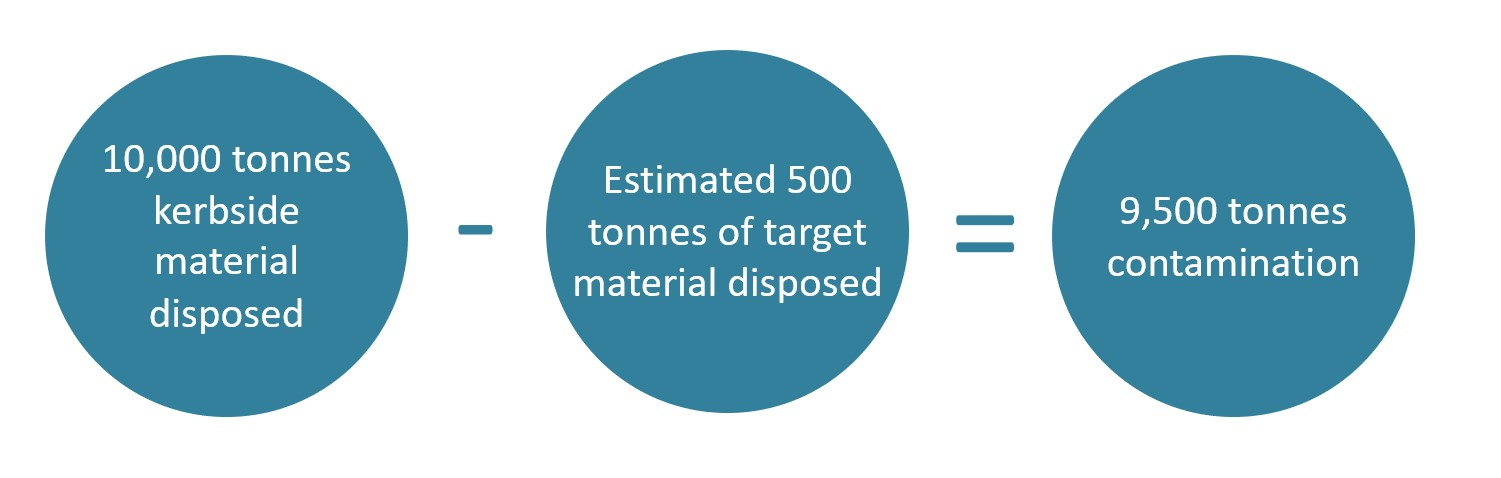 10,000 tonnes
kerbside
material
disposed
-
Estimated 500
tonnes of target
material disposed
=
9,500 tonnes
contamination